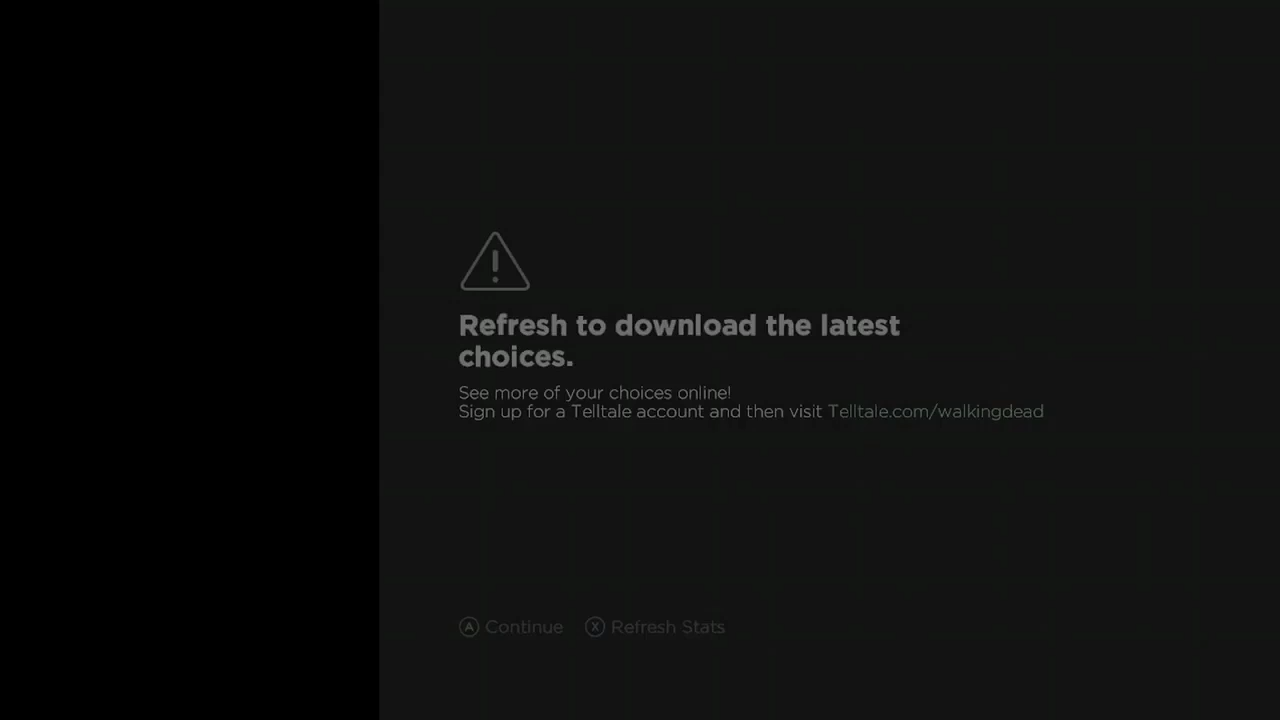 Refresh to download the latest
choices.
See more of your choices online!
Sign up for a Telltale account and then visit Telltale.com/walkingdead
A Continue X Refresh Stats